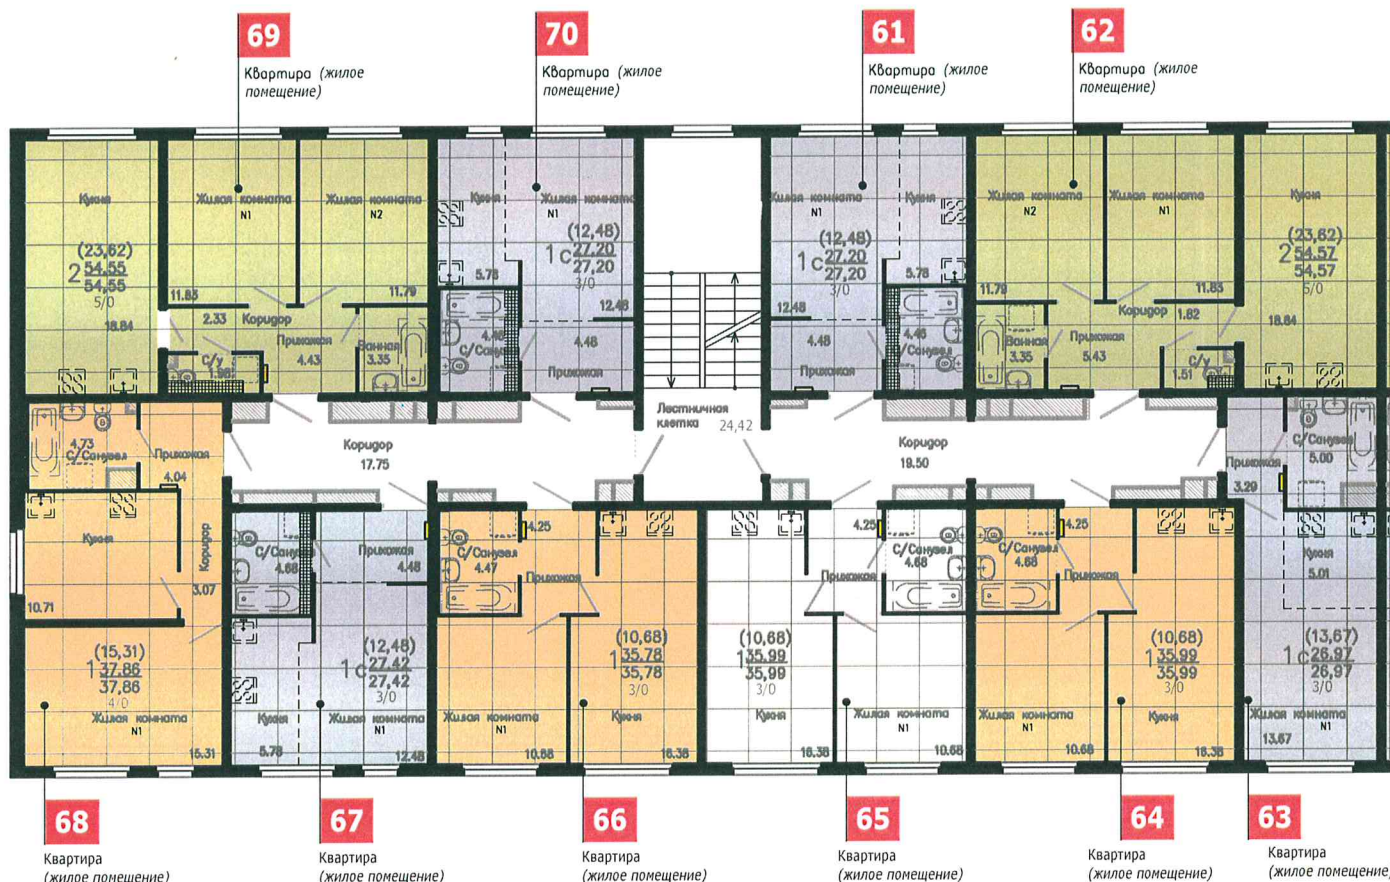 69
Квартира (жилое
помещение)
70
Квартира (жилое
помещение)
61
Квартира (жилое
помещение)
62
Квартира (жилое
помещение)
Кухня
(23,62)
2 54.55
54.55
5/0
18.84
Жилая комната
N1
11.83
Жилая комната
N2
11.79
2.33
Коридор
Прихожая
4.43
С/у
1.98
Ванная
3.35
Кухня
5.78
Жилая комната
N1
(12,48)
1 с 27,20
27,20
3/0
12.48
4.46
С/Санузел
4.48
Прихожая
Жилая комната
N1
Кухня
(12,48)
1 с 27,20
27,20
3/0
5.78
12.48
4.48
Прихожая
4.46
С/Санузел
Жилая комната
N2
11.79
Жилая комната
N1
11.83
Коридор
1.82
Ванная
3.35
Прихожая
5.43
С/у
1.51
Кухня
(23,62)
2 54.57
54.57
5/0
18.84
Лестничная
клетка 24,42
Коридор
17.75
Коридор
19.50
4.73
С/Санузел
Прихожая
4.04
Кухня
10.71
Коридор
3.07
(15,31)
1 37.86
37.86
4/0
Жилая комната
N1
15.31
С/Санузел
4.68
Прихожая
4.48
(12,48)
1 с 27,42
27,42
3/0
Кухня
5.78
Жилая комната
N1
12.48
С/Санузел
4.47
4.25
Прихожая
Жилая комната
N1
10.68
(10,68)
1 35.78
35,78
3/0
Кухня
16.38
4.25
Прихожая
С/Санузел
4.68
(10,68)
1 35.99
35,99
3/0
Кухня
16.38
Жилая комната
N1
10.68
С/Санузел
4.68
4.25
Прихожая
Жилая комната
N1
10.68
(10,68)
1 35.99
35,99
3/0
Кухня
16.38
Прихожая
3.29
С/Санузел
5.00
Кухня
5.01
(13,67)
1 с 26,97
26,97
3/0
Жилая комната
N1
13.67
68
Квартира
(жилое помещение)
67
Квартира
(жилое помещение)
66
Квартира
(жилое помещение)
65
Квартира
(жилое помещение)
64
Квартира
(жилое помещение)
63
Квартира
(жилое помещение)